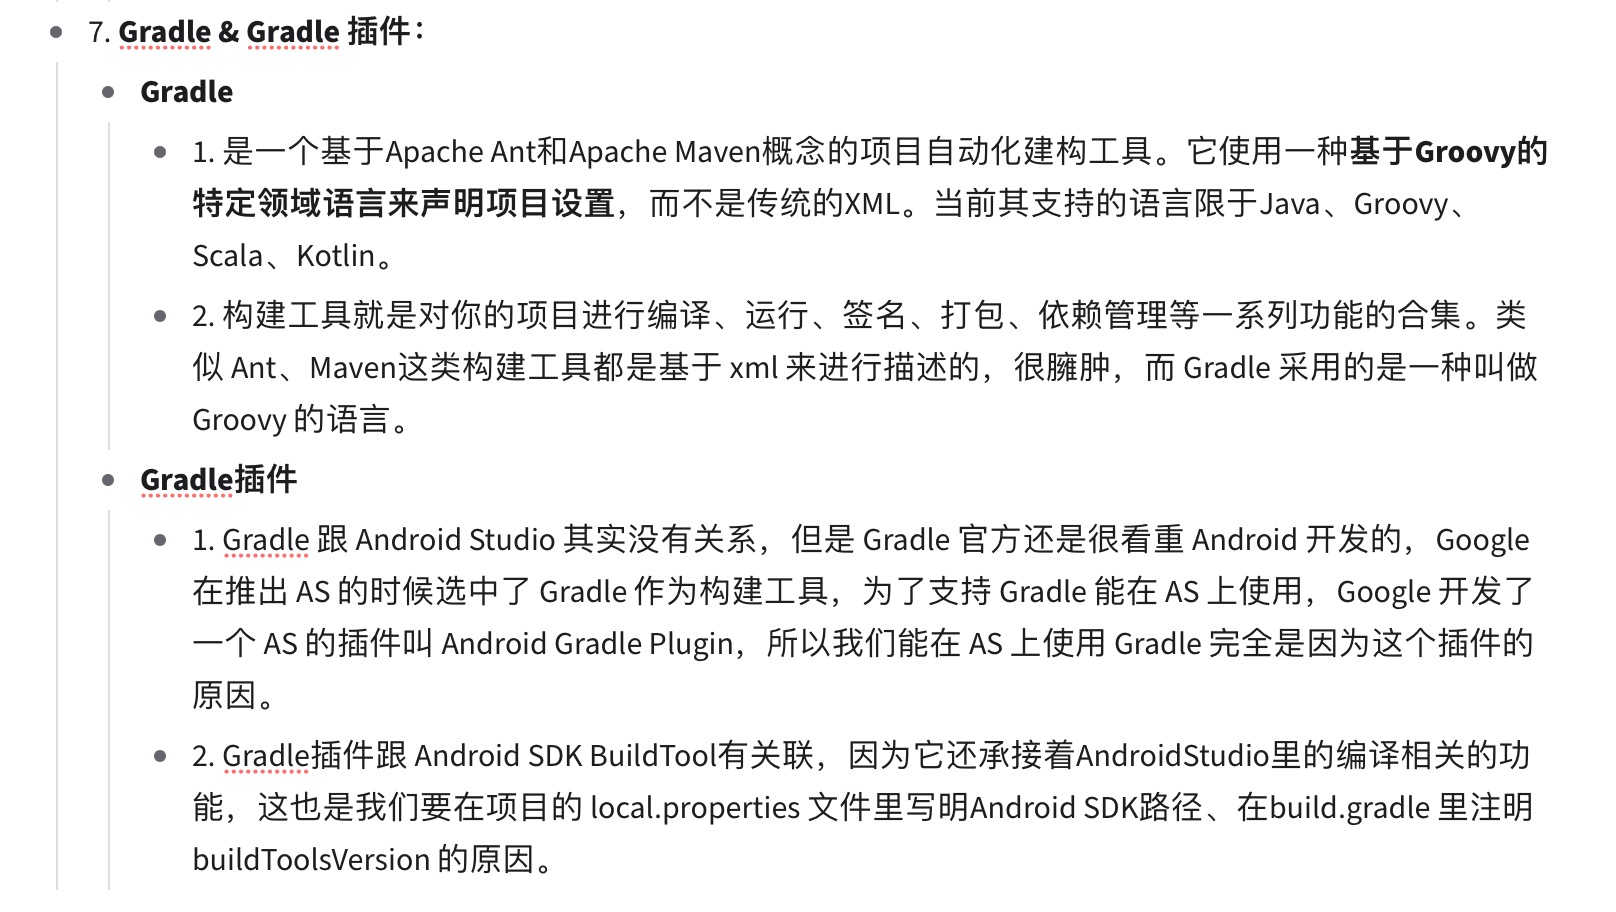 7. Gradle & Gradle 插件：
Gradle
1. 是一个基于Apache Ant和Apache Maven概念的项目自动化建构工具。它使用一种基于Groovy的
特定领域语言来声明项目设置，而不是传统的XML。当前其支持的语言限于Java、Groovy、
Scala、Kotlin。
2. 构建工具就是对你的项目进行编译、运行、签名、打包、依赖管理等一系列功能的合集。类
似 Ant、Maven这类构建工具都是基于 xml 来进行描述的，很臃肿，而 Gradle 采用的是一种叫做
Groovy 的语言。
Gradle插件
1. Gradle 跟 Android Studio 其实没有关系，但是 Gradle 官方还是很看重 Android 开发的，Google
在推出 AS 的时候选中了 Gradle 作为构建工具，为了支持 Gradle 能在 AS 上使用，Google 开发了
一个 AS 的插件叫 Android Gradle Plugin，所以我们能在 AS 上使用 Gradle 完全是因为这个插件的
原因。
2. Gradle插件跟 Android SDK BuildTool有关联，因为它还承接着AndroidStudio里的编译相关的功
能，这也是我们要在项目的 local.properties 文件里写明Android SDK路径、在build.gradle 里注明
buildToolsVersion 的原因。